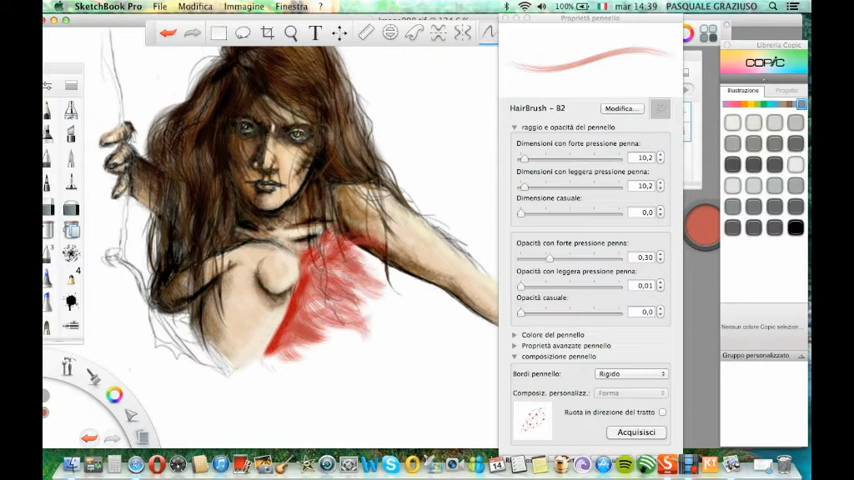 SketchBook Pro File Modifica Immagine Finestra 100% mar 14:39 PASQUALE GRAZIUSO
Proprietà pennello
Libreria Copic
COPIC
Illustrazione Progetto
HairBrush - B2 Modifica...
raggio e opacità del pennello
Dimensioni con forte pressione penna:
10,2
Dimensioni con leggera pressione penna:
10,2
Dimensione casuale:
0,0
Opacità con forte pressione penna:
0,30
Opacità con leggera pressione penna:
0,01
Opacità casuale:
0,0
Colore del pennello
Proprietà avanzate pennello
composizione pennello
Bordi pennello: Rigido
Composiz. personalizz.: Forma
Ruota in direzione del tratto
Acquisisci
Nessun colore Copic selezion...
Gruppo personalizzato